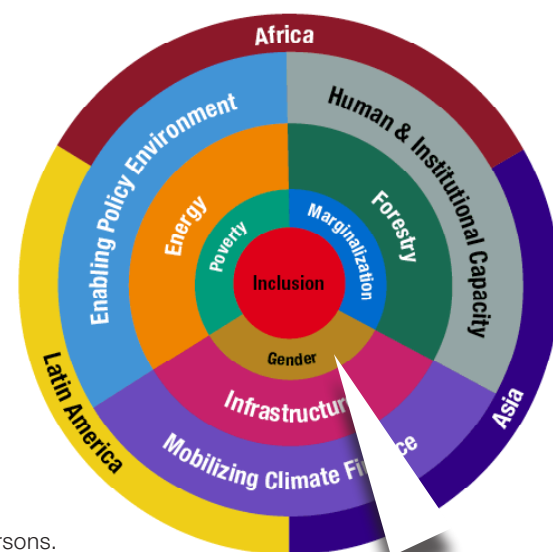 Africa
Enabling Policy Environment
Human & Institutional Capacity
Energy
Forestry
Poverty
Marginalization
Inclusion
Gender
Infrastructur
Mobilizing Climate Fi ce
Latin America
Asia
rsons.